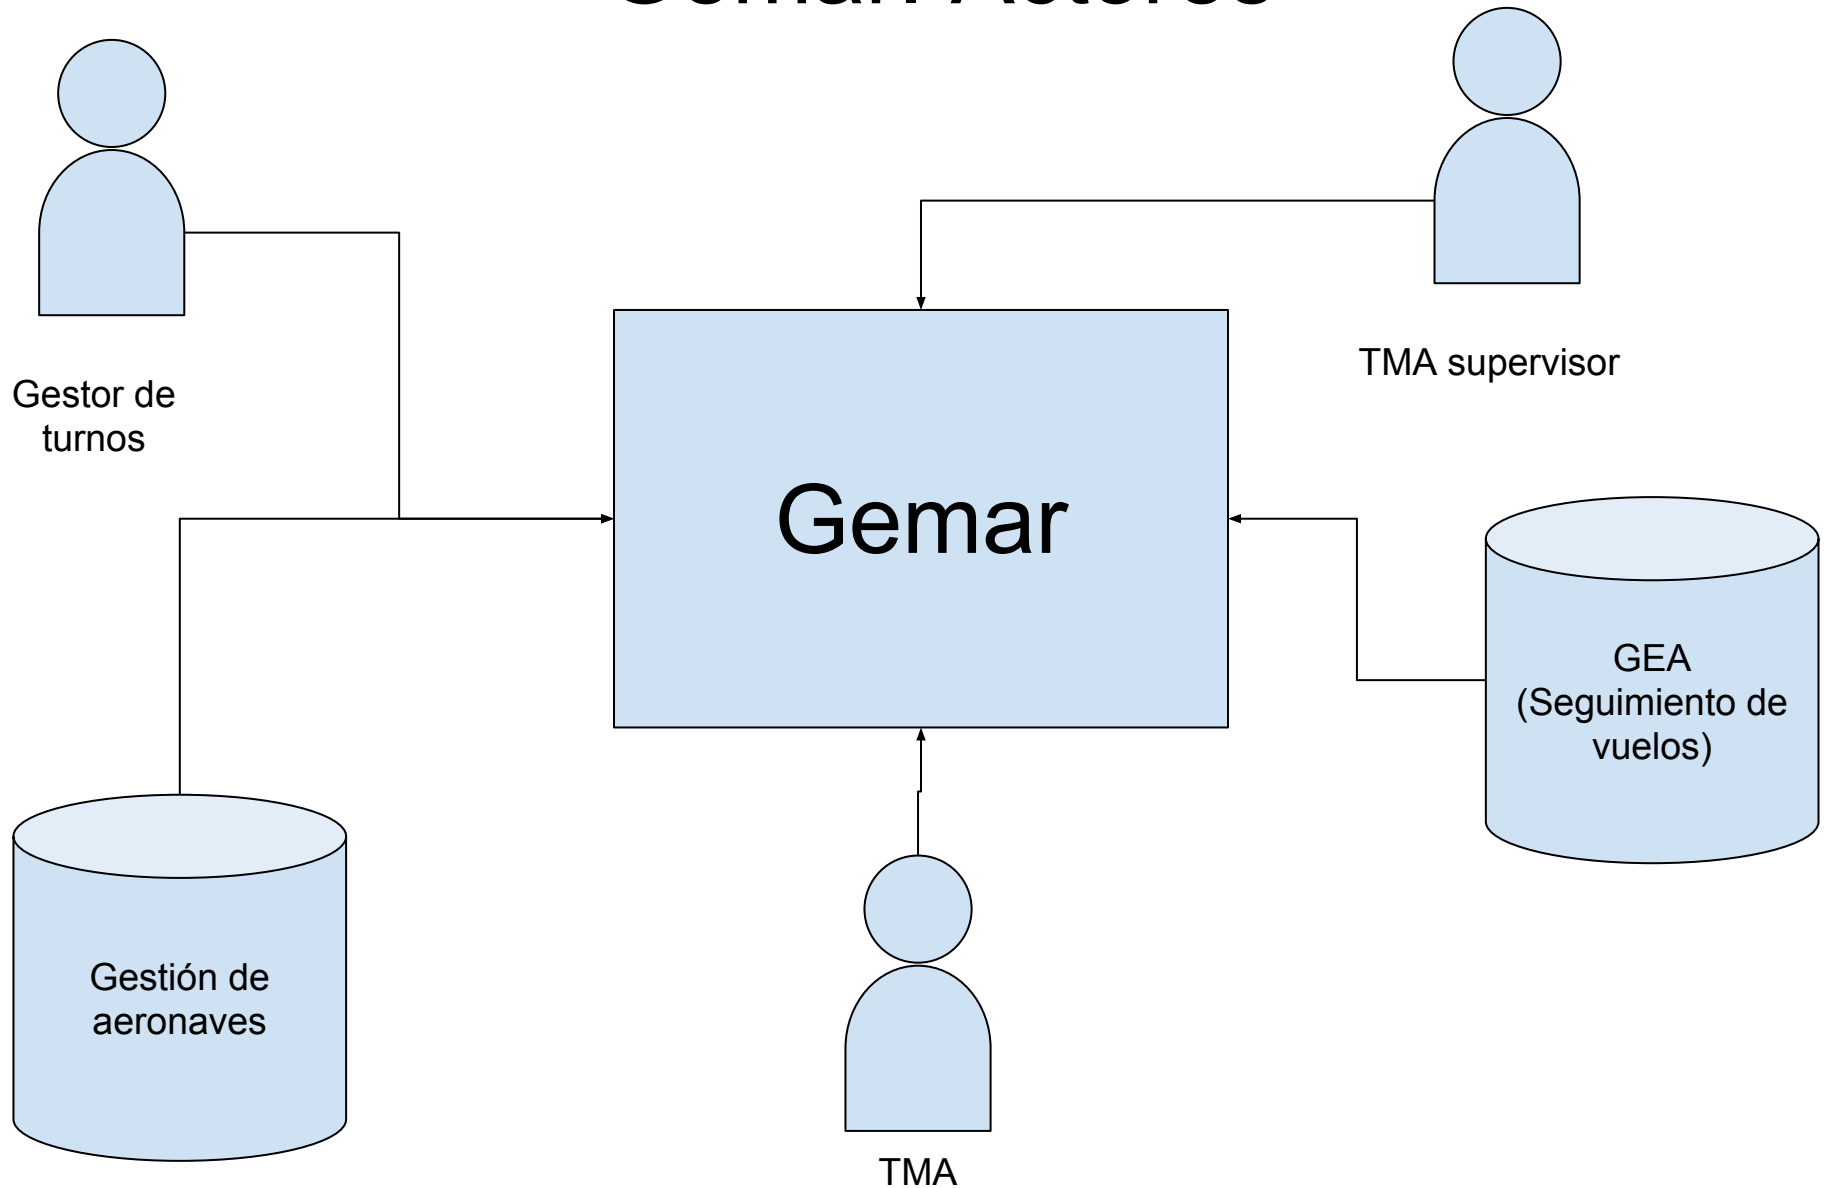 TMA supervisor
Gestor de
turnos
Gemar
GEA
(Seguimiento de
vuelos)
Gestión de
aeronaves
TMA